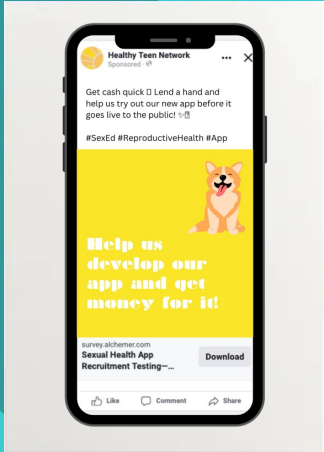 Healthy Teen Network
Sponsored ·
Get cash quick Lend a hand and
help us try out our new app before it
goes live to the public! ✨
#SexEd #ReproductiveHealth #App
Help us
develop our
app and get
money for it!
survey.alchemer.com
Sexual Health App
Recruitment Testing—...
Download
Like
Comment
Share